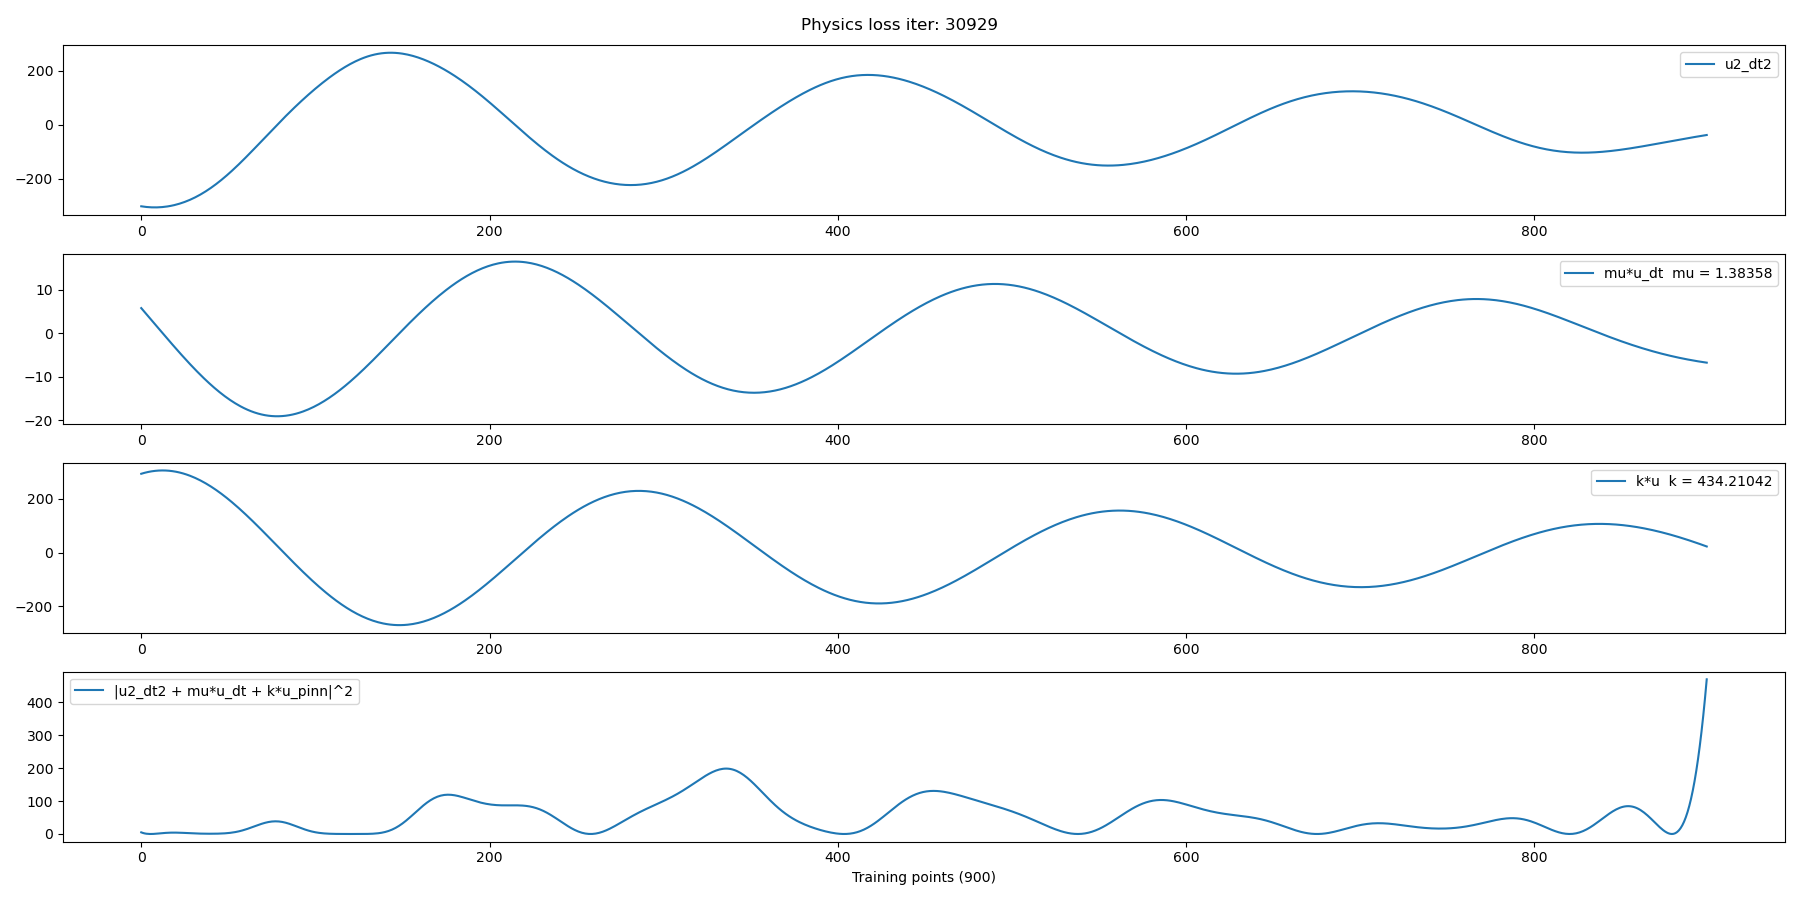 Physics loss iter: 30929
200
0
−200
u2_dt2
0 200 400 600 800
10
0
−10
−20
mu*u_dt mu = 1.38358
0 200 400 600 800
200
0
−200
k*u k = 434.21042
0 200 400 600 800
400
300
200
100
0
|u2_dt2 + mu*u_dt + k*u_pinn|^2
0 200 400 600 800
Training points (900)